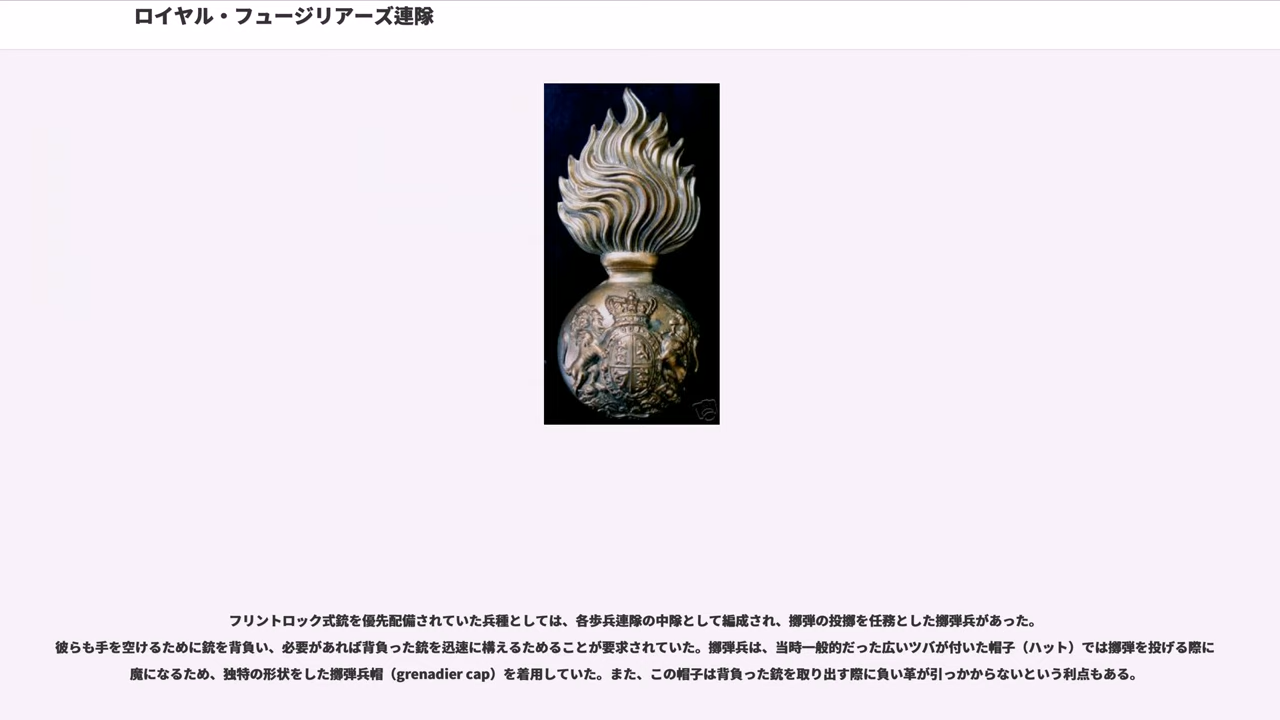 ロイヤル・フュージリアーズ連隊
フリントロック式銃を優先配備されていた兵種としては、各歩兵連隊の中隊として編成され、擲弾の投擲を任務とした擲弾兵があった。
彼らも手を空けるために銃を背負い、必要があれば背負った銃を迅速に構えるためることが要求されていた。擲弾兵は、当時一般的だった広いツバが付いた帽子（ハット）では擲弾を投げる際に
魔になるため、独特の形状をした擲弾兵帽（grenadier cap）を着用していた。また、この帽子は背負った銃を取り出す際に負い革が引っかからないという利点もある。